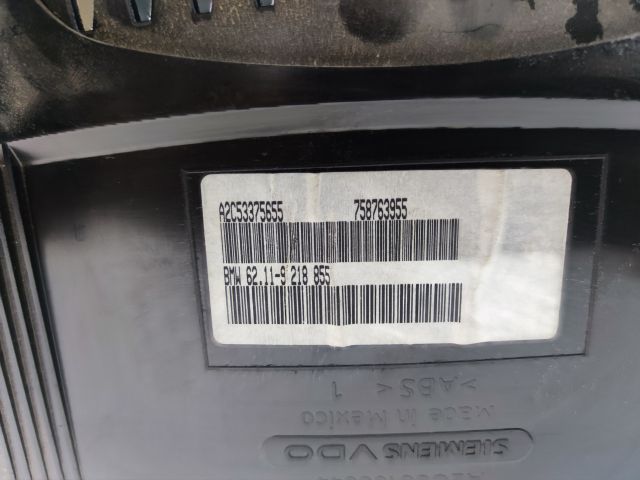 A2C53375655 758763955
BMW 62.11-9 218 855
>ABS< 1
Made in Mexico
SIEMENS VDO